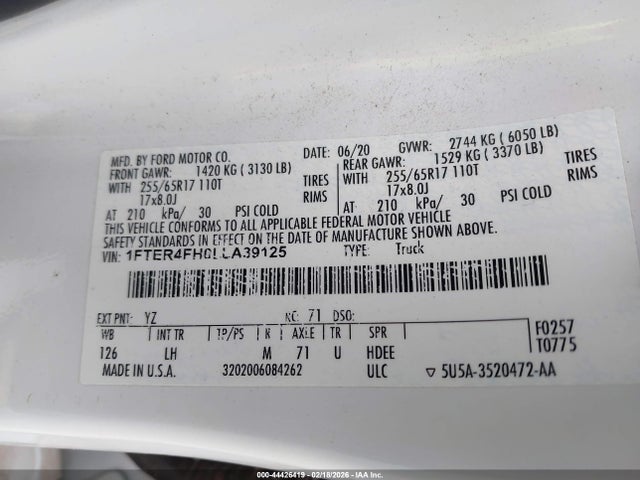 MFD. BY FORD MOTOR CO.
DATE: 06/20 GVWR: 2744 KG ( 6050 LB)
FRONT GAWR: 1420 KG ( 3130 LB) REAR GAWR: 1529 KG ( 3370 LB)
WITH 255/65R17 110T TIRES WITH 255/65R17 110T TIRES
17x8.0J RIMS 17x8.0J RIMS
AT 210 kPa/ 30 PSI COLD AT 210 kPa/ 30 PSI COLD
THIS VEHICLE CONFORMS TO ALL APPLICABLE FEDERAL MOTOR VEHICLE
SAFETY STANDARDS IN EFFECT ON THE DATE OF MANUFACTURE SHOWN ABOVE.
VIN: 1FTER4FH0LLA39125 TYPE: Truck
EXT PNT: YZ RC: 71 DSO:
WB INT TR TP/PS R AXLE TR SPR F0257
126 LH M 71 U HDEE T0775
MADE IN U.S.A. 3202006084262 ULC ▽ 5U5A-3520472-AA
000-44426419 - 02/18/2026 - IAA Inc.